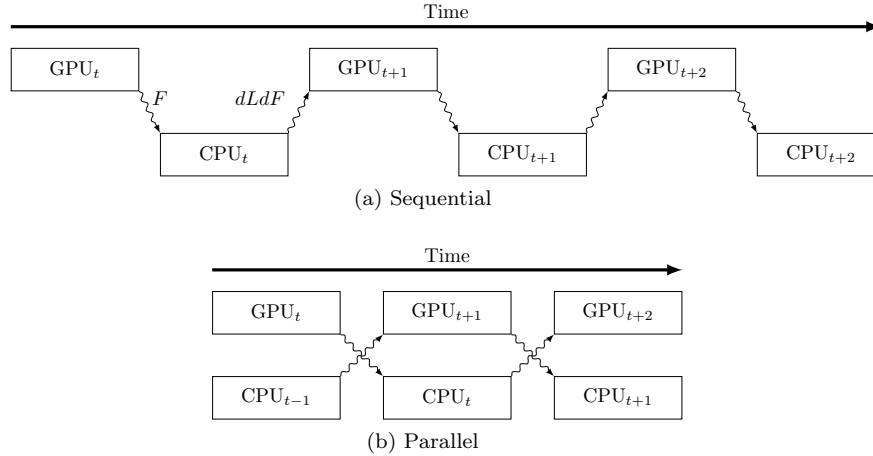 Time
GPU_t GPU_{t+1} GPU_{t+2}
F dLdF
CPU_t CPU_{t+1} CPU_{t+2}
(a) Sequential
Time
GPU_t GPU_{t+1} GPU_{t+2}
CPU_{t−1} CPU_t CPU_{t+1}
(b) Parallel